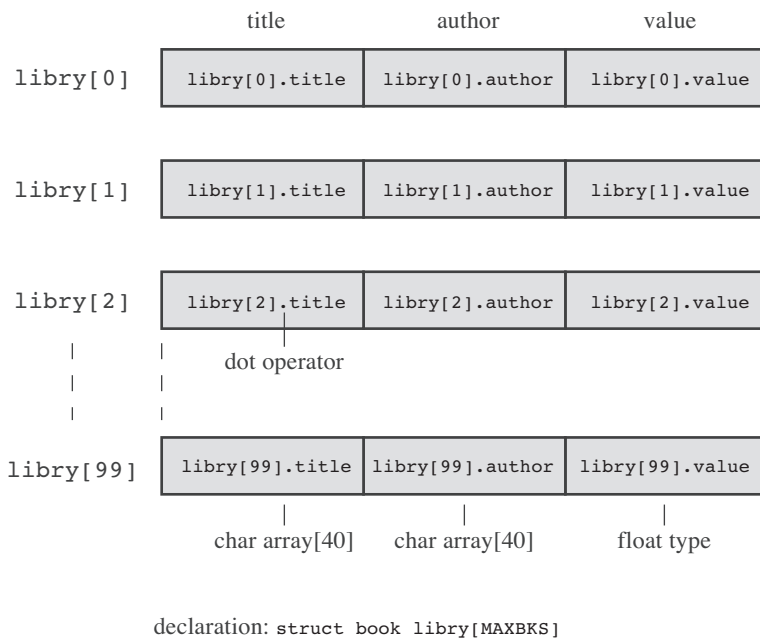 title author value
libry[0] libry[0].title libry[0].author libry[0].value
libry[1] libry[1].title libry[1].author libry[1].value
libry[2] libry[2].title libry[2].author libry[2].value
dot operator
libry[99] libry[99].title libry[99].author libry[99].value
char array[40] char array[40] float type
declaration: struct book libry[MAXBKS]